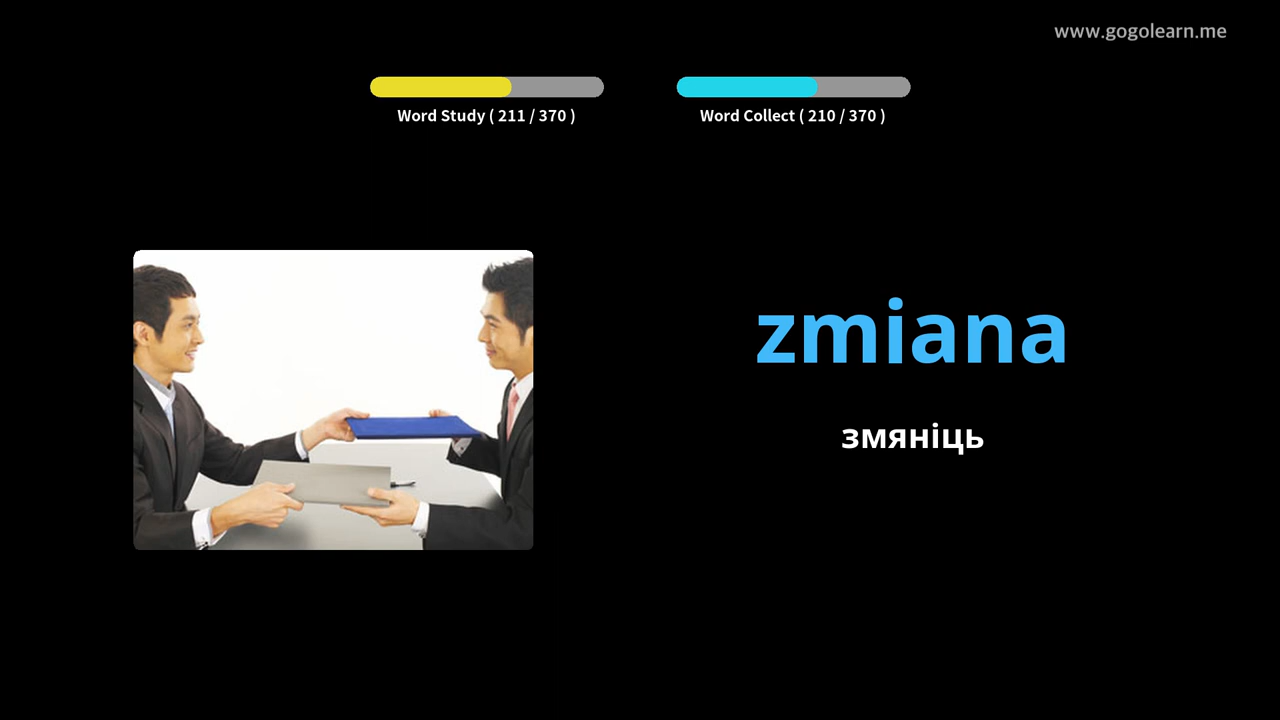 www.gogolearn.me
Word Study ( 211 / 370 )
Word Collect ( 210 / 370 )
zmiana
змяніць